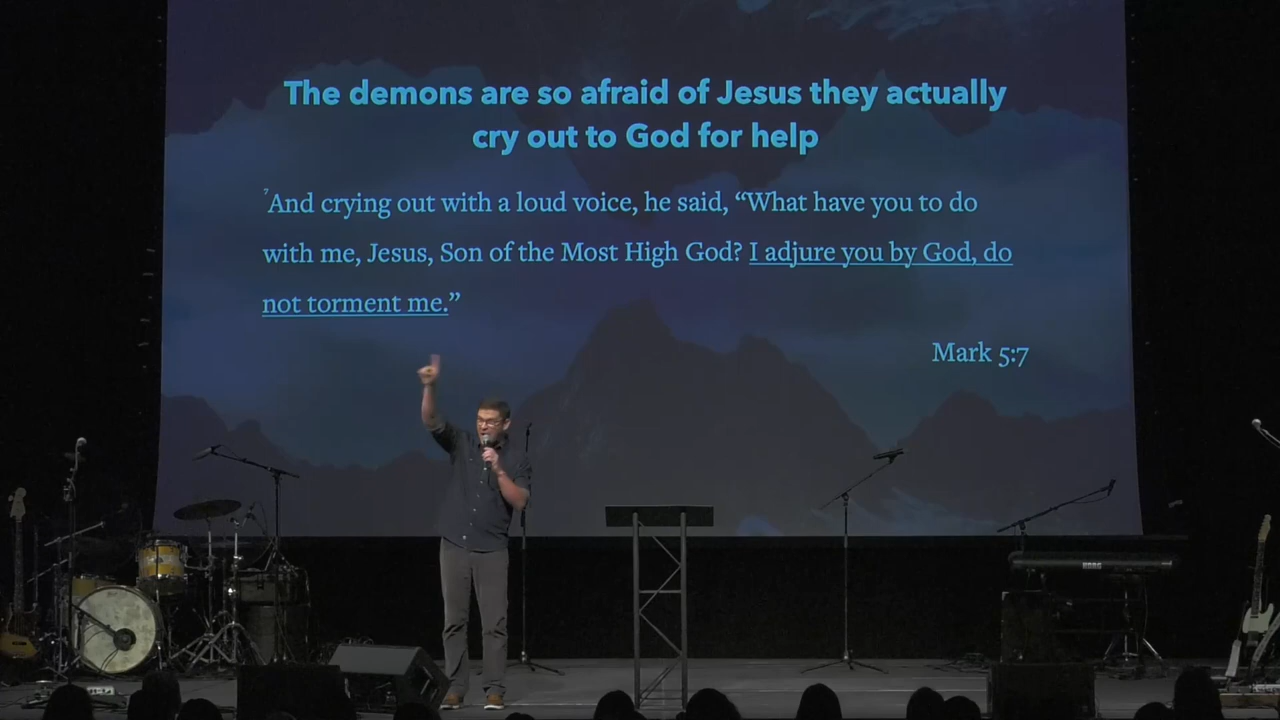 The demons are so afraid of Jesus they actually
cry out to God for help
⁷And crying out with a loud voice, he said, “What have you to do
with me, Jesus, Son of the Most High God? I adjure you by God, do
not torment me.”
Mark 5:7
KORG